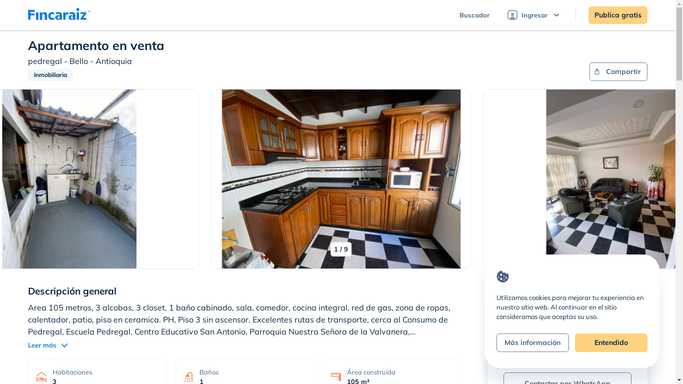 Fincaraiz
Buscador
Ingresar
Publica gratis
Apartamento en venta
pedregal - Bello - Antioquia
Inmobiliaria
Compartir
1 / 9
Descripción general
Area 105 metros, 3 alcobas, 3 closet, 1 baño cabinado, sala, comedor, cocina integral, red de gas, zona de ropas,
calentador, patio, piso en ceramica. PH, Piso 3 sin ascensor. Excelentes rutas de transporte, cerca al Consumo de
Pedregal, Escuela Pedregal, Centro Educativo San Antonio, Parroquia Nuestra Señora de la Valvanera,...
Leer más
Habitaciones
3
Baños
1
Área construida
105 m²
Utilizamos cookies para mejorar tu experiencia en
nuestro sitio web. Al continuar en el sitio
consideramos que aceptas su uso.
Más información
Entendido
Contactar por WhatsApp